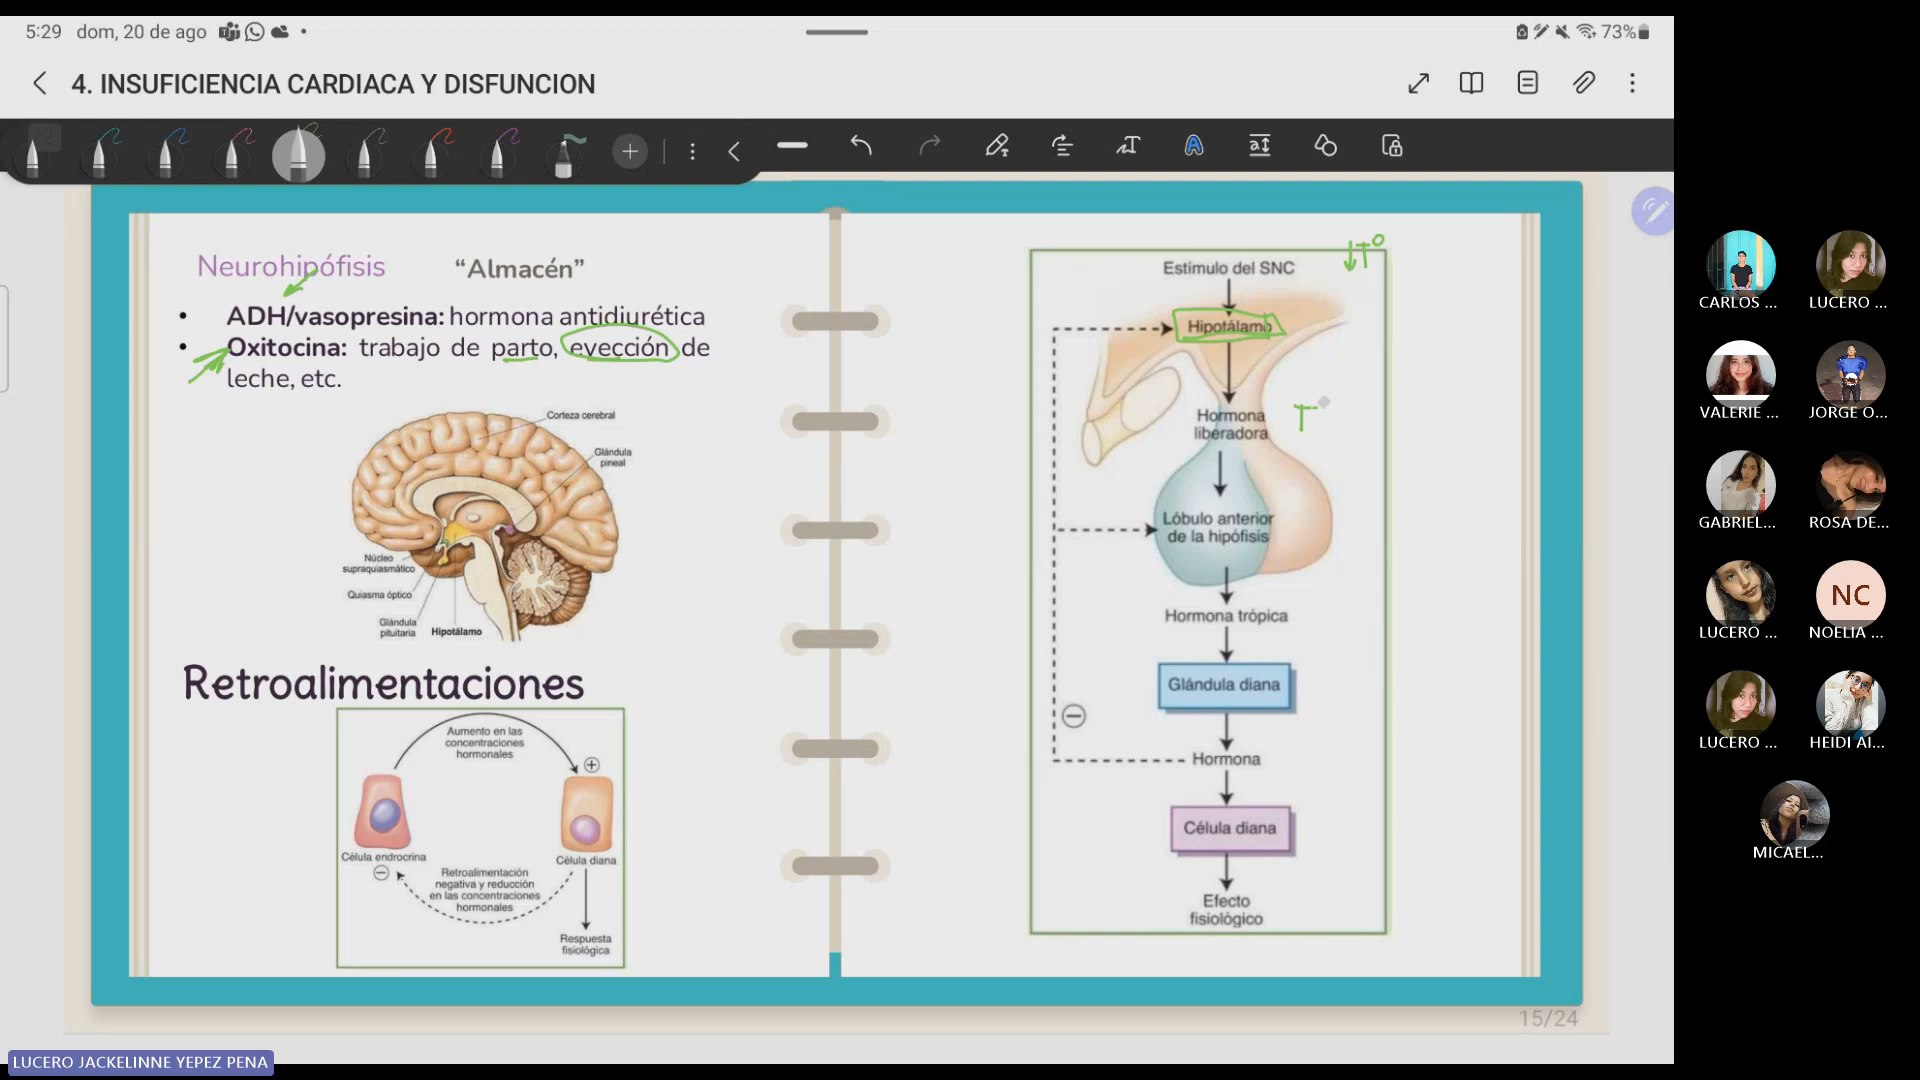 5:29 dom, 20 de ago
73%
4. INSUFICIENCIA CARDIACA Y DISFUNCION
Neurohipófisis “Almacén”
• ADH/vasopresina: hormona antidiurética
• Oxitocina: trabajo de parto, eyección de
leche, etc.
Corteza cerebral
Glándula
pineal
Núcleo
supraquiasmático
Quiasma óptico
Glándula
pituitaria
Hipotálamo
Retroalimentaciones
Aumento en las
concentraciones
hormonales
+
Célula endocrina
Célula diana
−
Retroalimentación
negativa y reducción
en las concentraciones
hormonales
Respuesta
fisiológica
↓T°
Estímulo del SNC
Hipotálamo
Hormona
liberadora
T
Lóbulo anterior
de la hipófisis
Hormona trópica
Glándula diana
−
Hormona
Célula diana
Efecto
fisiológico
15/24
CARLOS ...
LUCERO ...
VALERIE ...
JORGE O...
GABRIEL...
ROSA DE...
LUCERO ...
NC
NOELIA ...
LUCERO ...
HEIDI AI...
MICAEL...
LUCERO JACKELINNE YEPEZ PENA